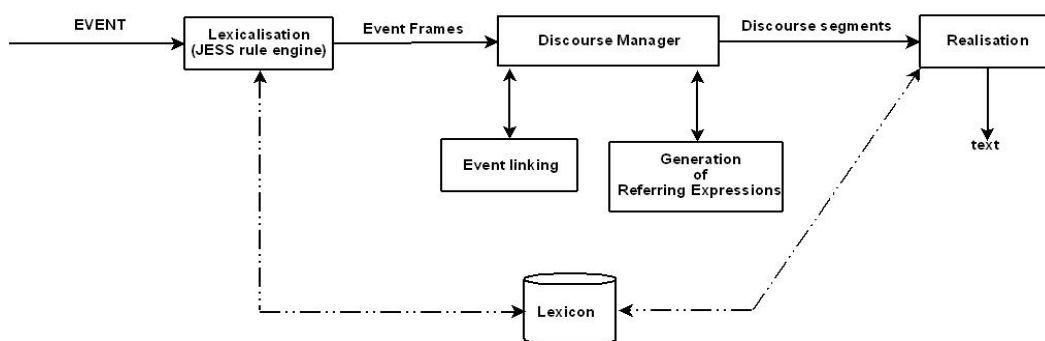 EVENT
Lexicalisation
(JESS rule engine)
Event Frames
Discourse Manager
Discourse segments
Realisation
Event linking
Generation
of
Referring Expressions
text
Lexicon